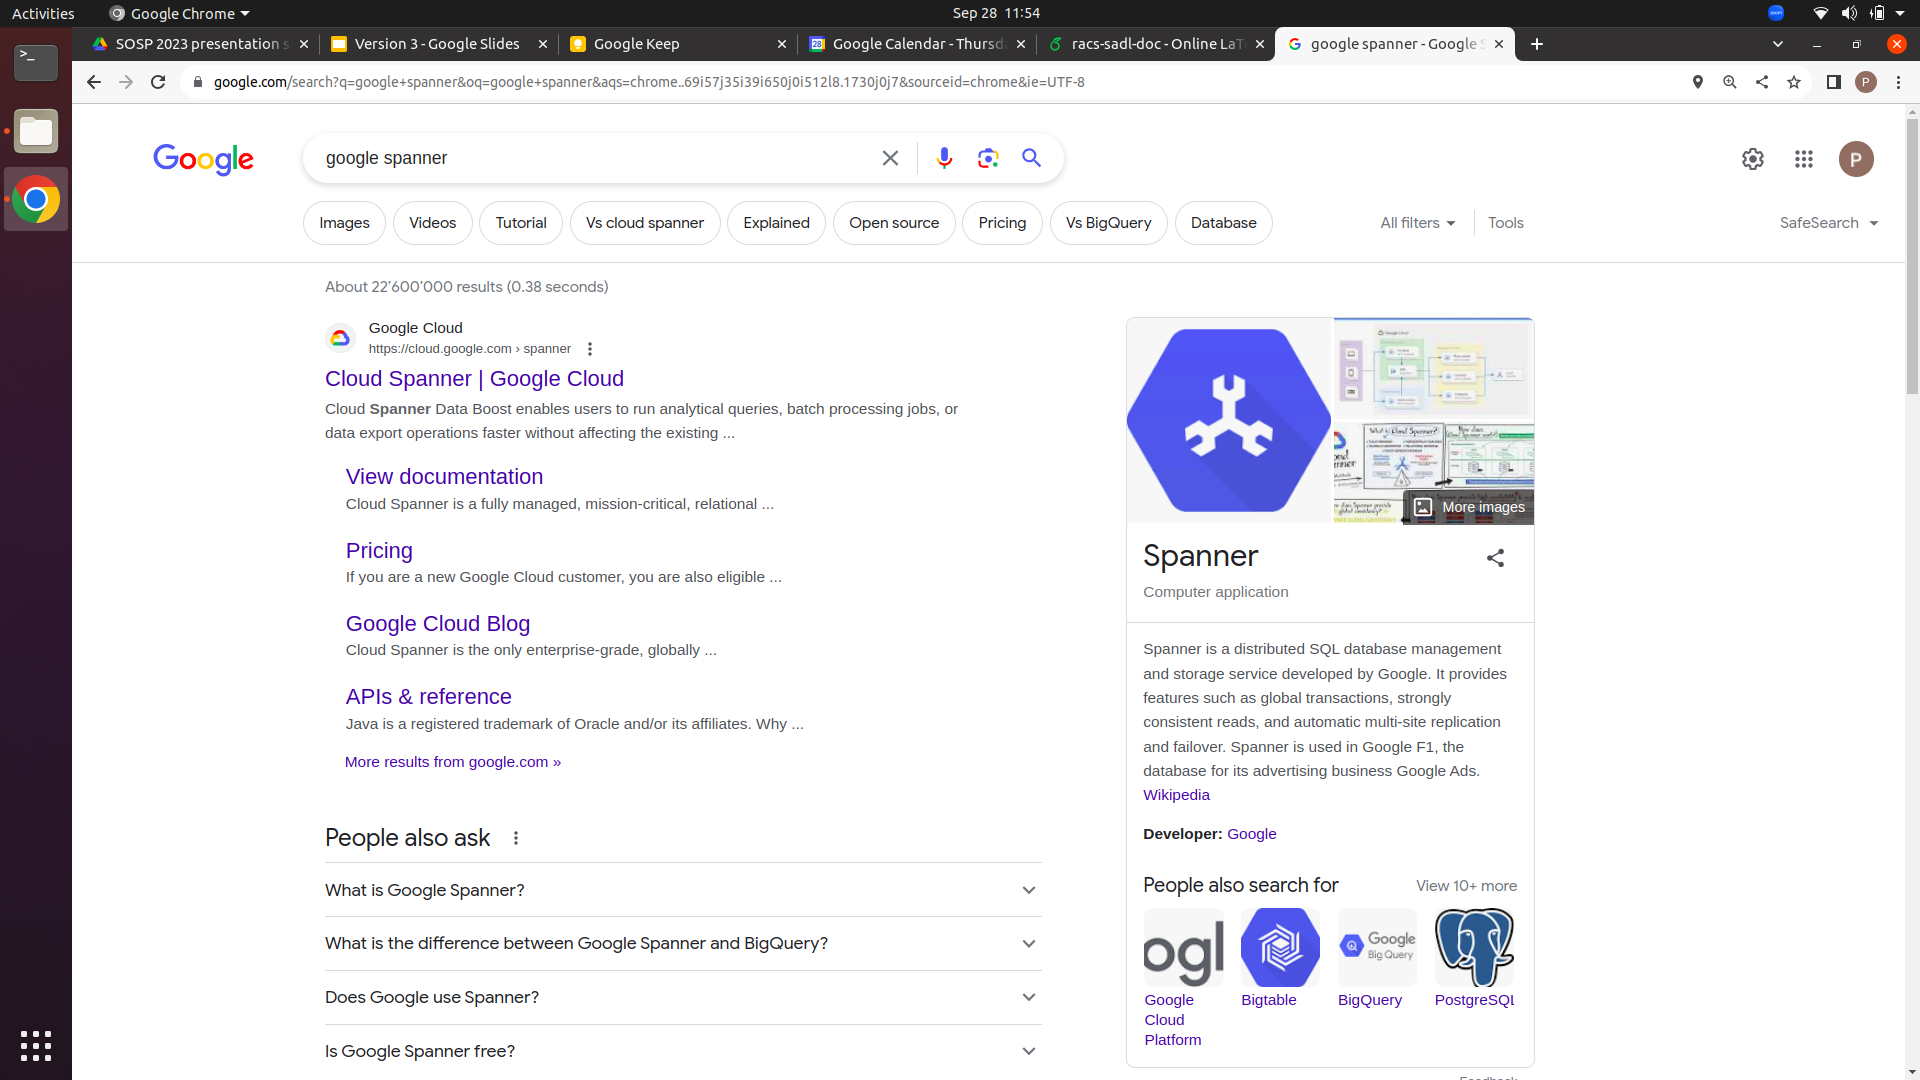 Activities
Google Chrome
Sep 28 11:54
SOSP 2023 presentation s
Version 3 - Google Slides
Google Keep
Google Calendar - Thursda
racs-sadl-doc - Online LaT
google spanner - Google S
google.com/search?q=google+spanner&oq=google+spanner&aqs=chrome..69i57j35i39i650j0i512l8.1730j0j7&sourceid=chrome&ie=UTF-8
P
Google
google spanner
P
Images
Videos
Tutorial
Vs cloud spanner
Explained
Open source
Pricing
Vs BigQuery
Database
All filters
Tools
SafeSearch
About 22’600’000 results (0.38 seconds)
Google Cloud
https://cloud.google.com › spanner
Cloud Spanner | Google Cloud
Cloud Spanner Data Boost enables users to run analytical queries, batch processing jobs, or
data export operations faster without affecting the existing ...
View documentation
Cloud Spanner is a fully managed, mission-critical, relational ...
Pricing
If you are a new Google Cloud customer, you are also eligible ...
Google Cloud Blog
Cloud Spanner is the only enterprise-grade, globally ...
APIs & reference
Java is a registered trademark of Oracle and/or its affiliates. Why ...
More results from google.com »
People also ask
What is Google Spanner?
What is the difference between Google Spanner and BigQuery?
Does Google use Spanner?
Is Google Spanner free?
More images
Spanner
Computer application
Spanner is a distributed SQL database management
and storage service developed by Google. It provides
features such as global transactions, strongly
consistent reads, and automatic multi-site replication
and failover. Spanner is used in Google F1, the
database for its advertising business Google Ads.
Wikipedia
Developer: Google
People also search for
View 10+ more
ogl
Google
Big Query
Google
Cloud
Platform
Bigtable
BigQuery
PostgreSQL